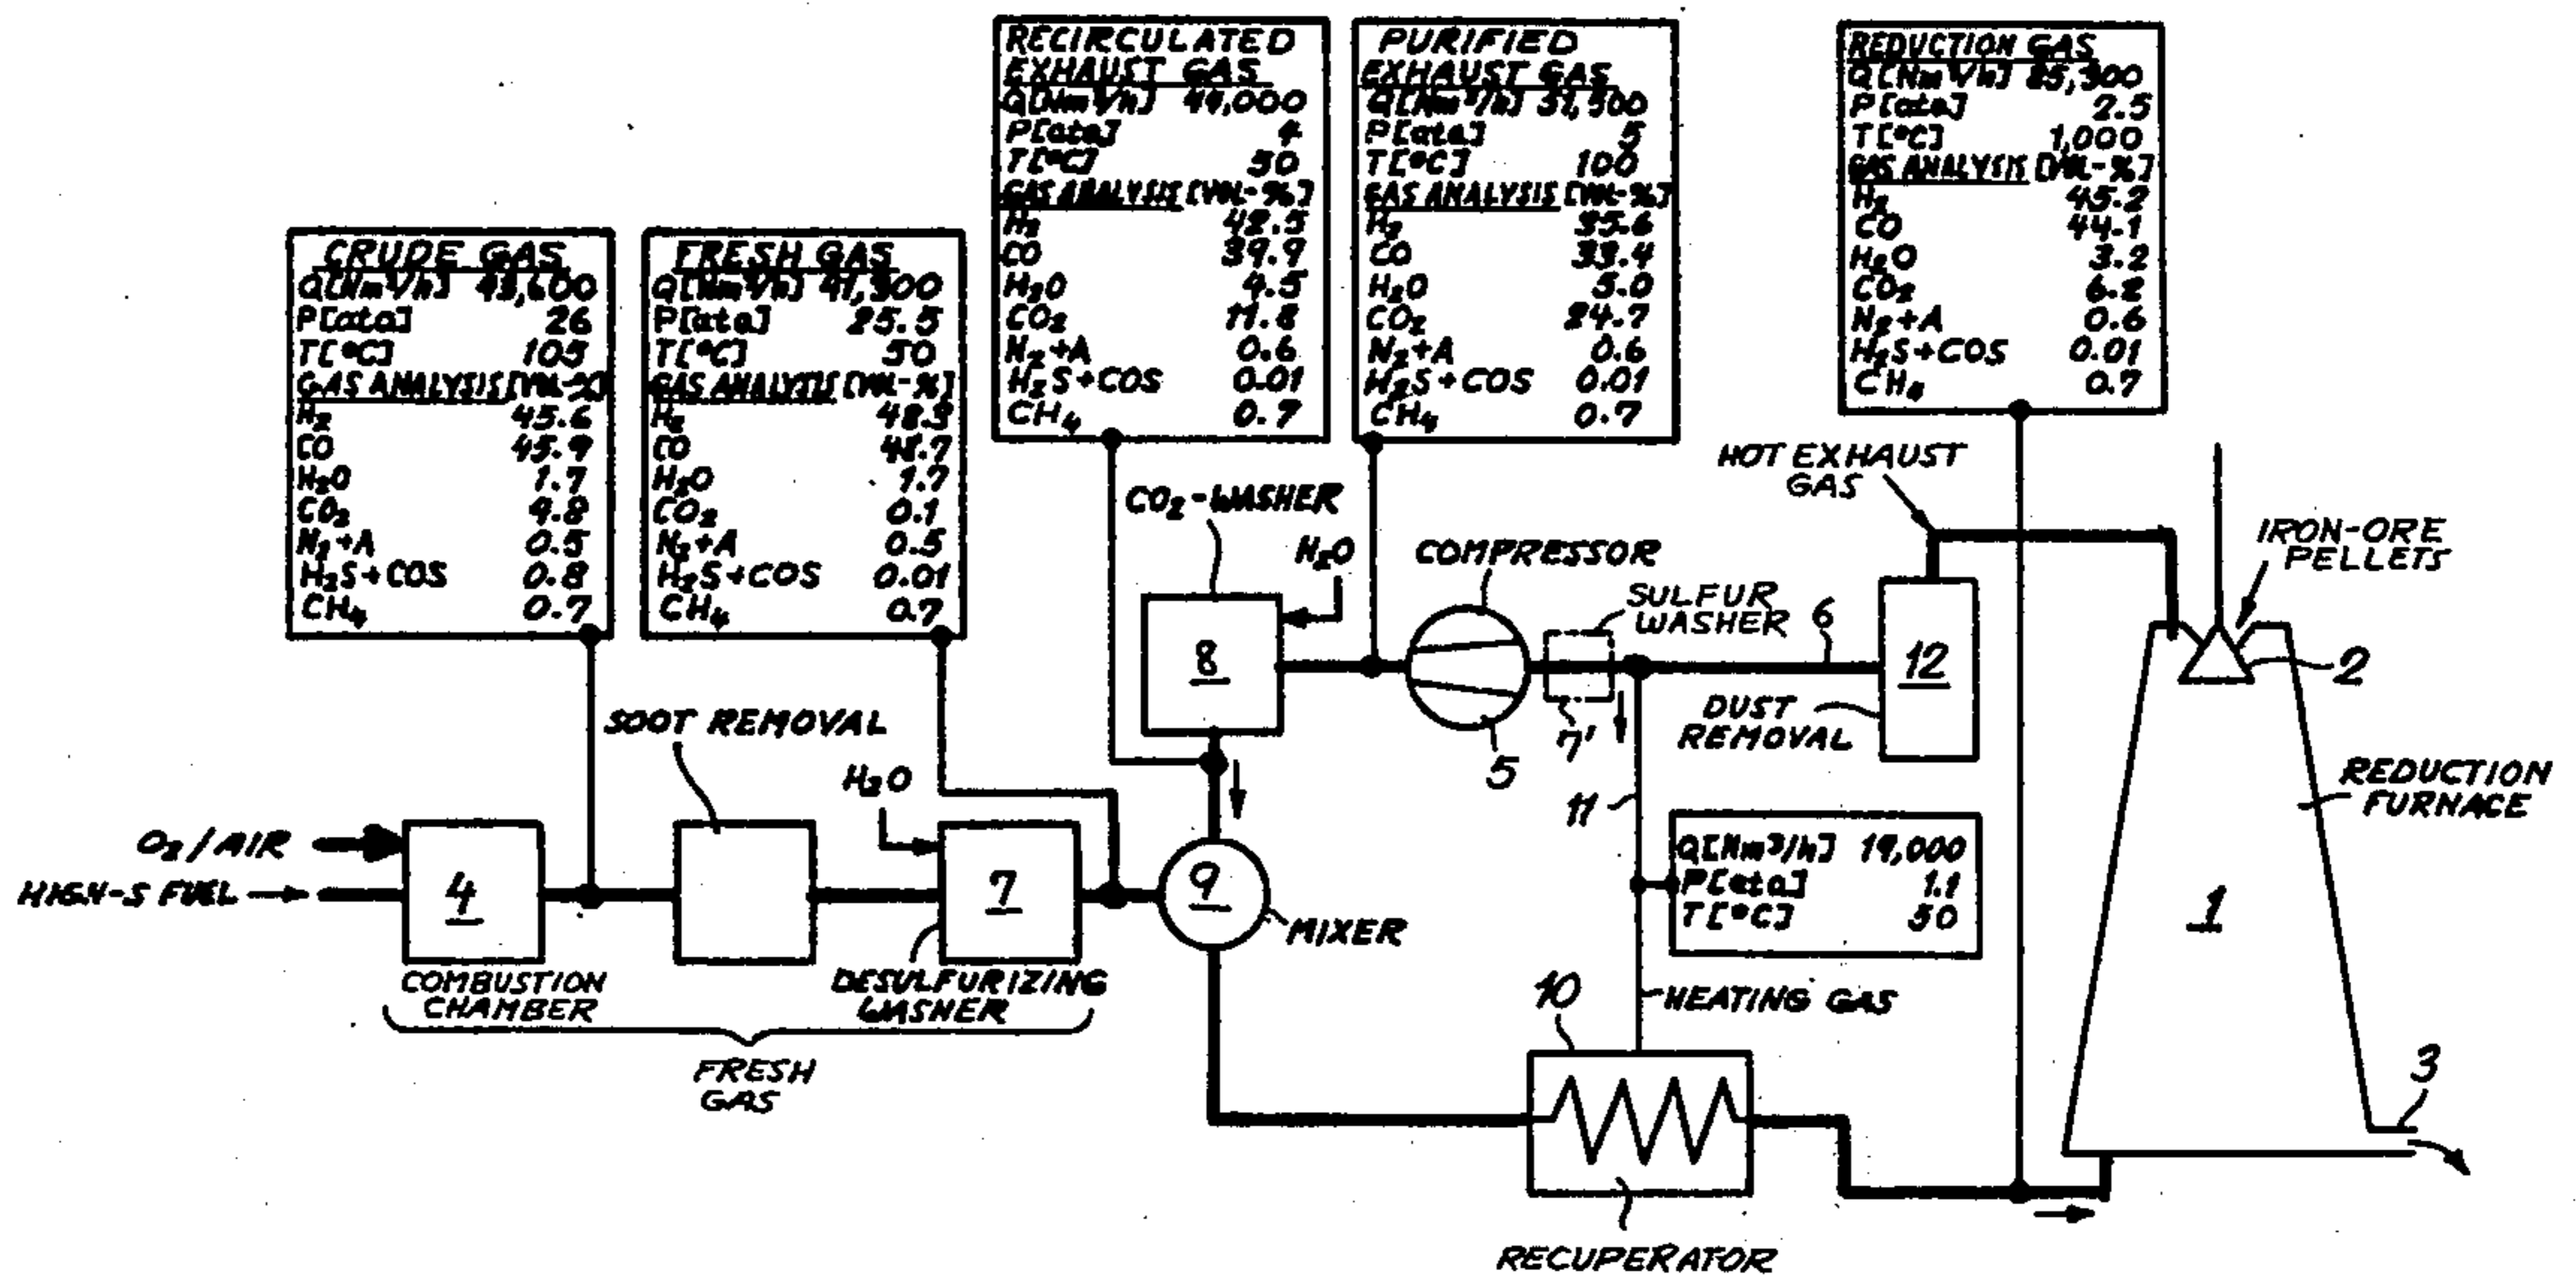 CRUDE GAS
Q[Nm³/h] 43,600
P[ata] 26
T[°C] 105
GAS ANALYSIS [VOL-%]
H₂ 45.6
CO 45.9
H₂O 1.7
CO₂ 4.8
N₂+A 0.5
H₂S+COS 0.8
CH₄ 0.7
FRESH GAS
Q[Nm³/h] 41,300
P[ata] 25.5
T[°C] 50
GAS ANALYSIS [VOL-%]
H₂ 48.3
CO
H₂O 1.7
CO₂ 0.1
N₂+A 0.5
H₂S+COS 0.01
CH₄ 0.7
RECIRCULATED
EXHAUST GAS
Q[Nm³/h] 44,000
P[ata] 4
T[°C] 50
GAS ANALYSIS [VOL-%]
H₂ 42.5
CO 39.9
H₂O 4.5
CO₂ 11.8
N₂+A 0.6
H₂S+COS 0.01
CH₄ 0.7
PURIFIED
EXHAUST GAS
Q[Nm³/h]
P[ata] 5
T[°C] 100
GAS ANALYSIS [VOL-%]
H₂ 35.6
CO 33.4
H₂O 5.0
CO₂ 24.7
N₂+A 0.6
H₂S+COS 0.01
CH₄ 0.7
REDUCTION GAS
Q[Nm³/h] 85,300
P[ata] 2.5
T[°C] 1,000
GAS ANALYSIS [VOL-%]
H₂ 45.2
CO 44.1
H₂O 3.2
CO₂ 6.2
N₂+A 0.6
H₂S+COS 0.01
CH₄ 0.7
HOT EXHAUST
GAS
CO₂-WASHER
H₂O
COMPRESSOR
SULFUR
WASHER
6
IRON-ORE
PELLETS
8
12
2
7'
5
DUST
REMOVAL
SOOT REMOVAL
H₂O
11
REDUCTION
FURNACE
O₂/AIR
HIGH-S FUEL
4
7
9
MIXER
Q[Nm³/h] 19,000
P[ata] 1.1
T[°C] 50
1
COMBUSTION
CHAMBER
DESULFURIZING
WASHER
10
HEATING GAS
FRESH
GAS
3
RECUPERATOR